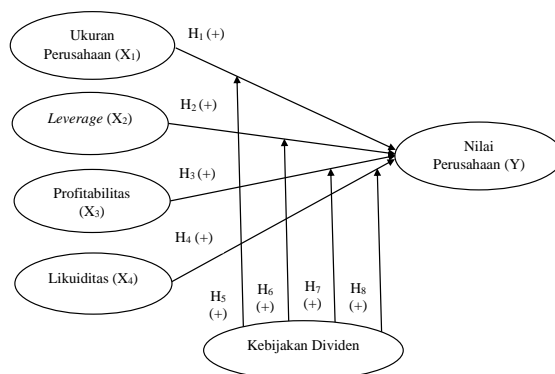 Ukuran
Perusahaan (X₁)
H₁ (+)
Leverage (X₂)
H₂ (+)
Nilai
Perusahaan (Y)
Profitabilitas
(X₃)
H₃ (+)
Likuiditas (X₄)
H₄ (+)
H₅
(+)
H₆
(+)
H₇
(+)
H₈
(+)
Kebijakan Dividen